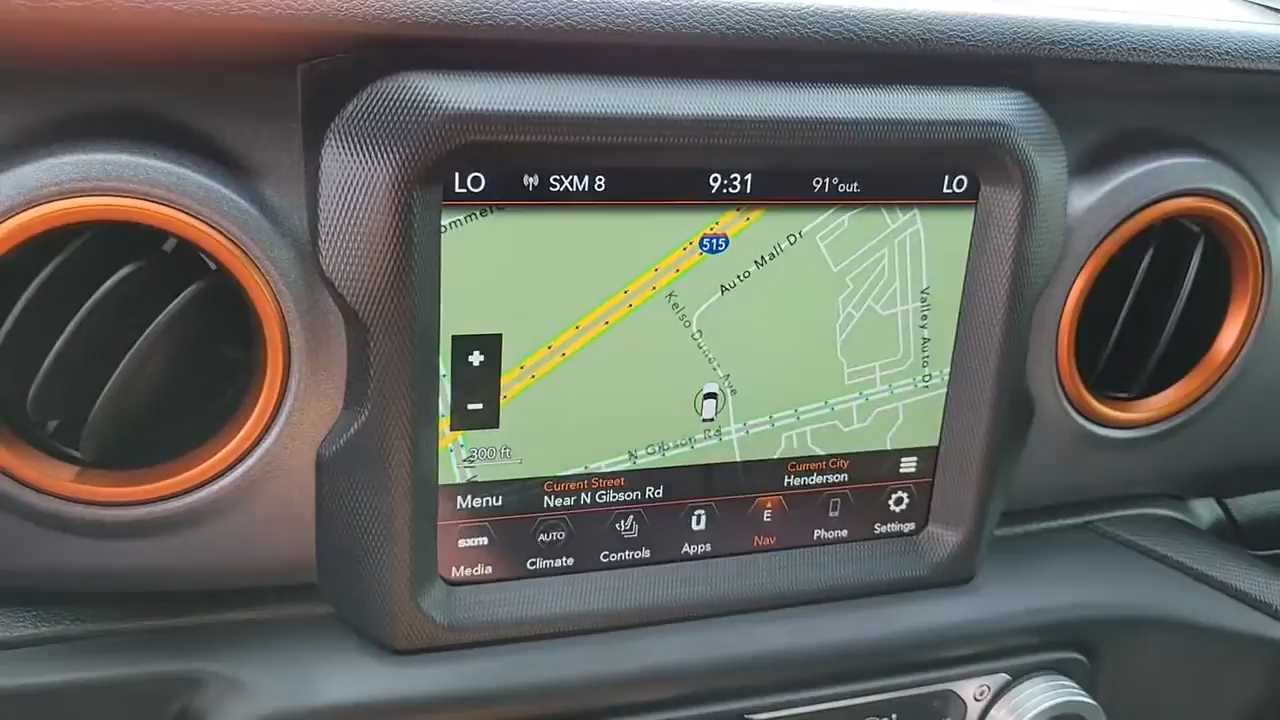 LO SXM 8 9:31 91°out. LO
ommerc
515
Auto Mall Dr
Kelso Dunes Ave
Valley Auto Dr
+
-
N Gibson Rd
300 ft
Menu
Current Street
Near N Gibson Rd
Current City
Henderson
sxm AUTO E
Media Climate Controls Apps Nav Phone Settings